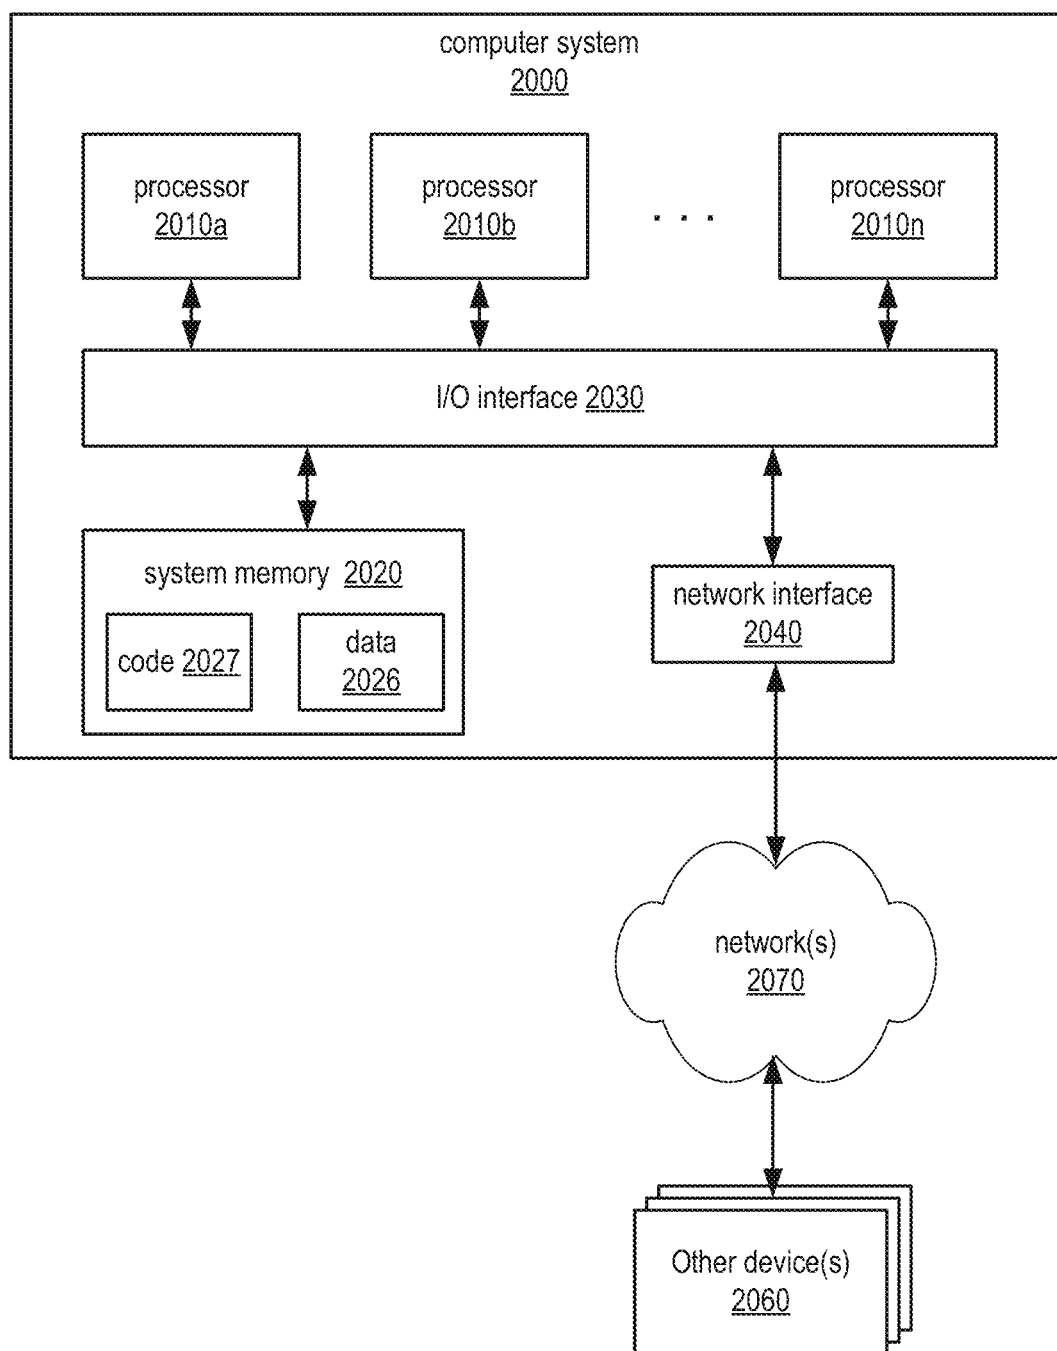 computer system
2000
processor
2010a
processor
2010b
. . .
processor
2010n
I/O interface 2030
system memory 2020
code 2027
data
2026
network interface
2040
network(s)
2070
Other device(s)
2060